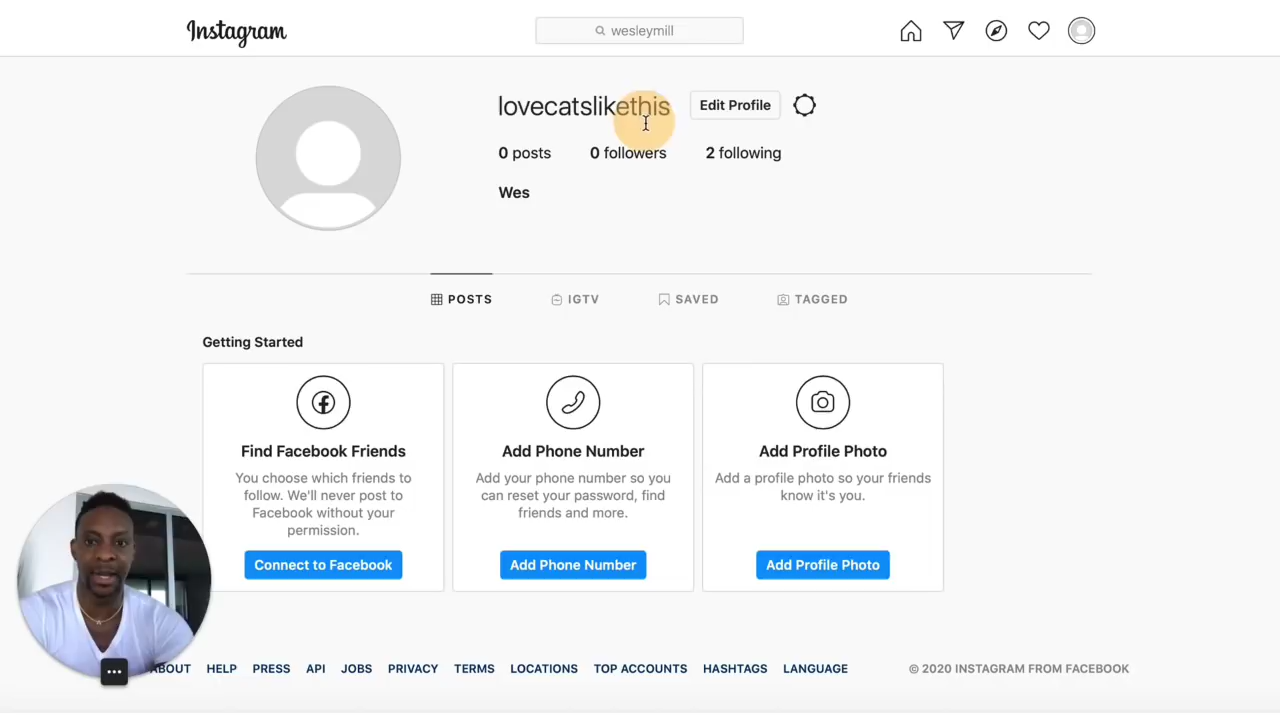 Instagram
wesleymill
lovecatslikethis
Edit Profile
0 posts 0 followers 2 following
Wes
POSTS IGTV SAVED TAGGED
Getting Started
Find Facebook Friends
You choose which friends to
follow. We'll never post to
Facebook without your
permission.
Connect to Facebook
Add Phone Number
Add your phone number so you
can reset your password, find
friends and more.
Add Phone Number
Add Profile Photo
Add a profile photo so your friends
know it's you.
Add Profile Photo
ABOUT HELP PRESS API JOBS PRIVACY TERMS LOCATIONS TOP ACCOUNTS HASHTAGS LANGUAGE © 2020 INSTAGRAM FROM FACEBOOK